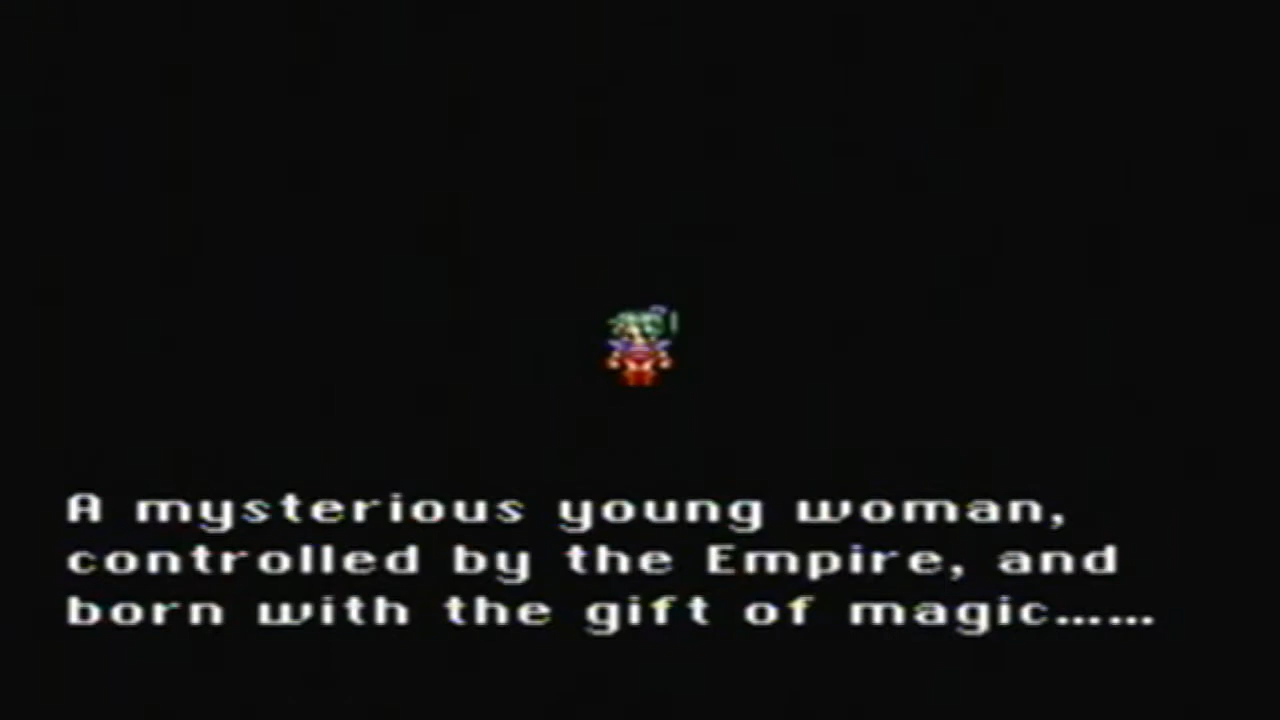 A mysterious young woman,
controlled by the Empire, and
born with the gift of magic……